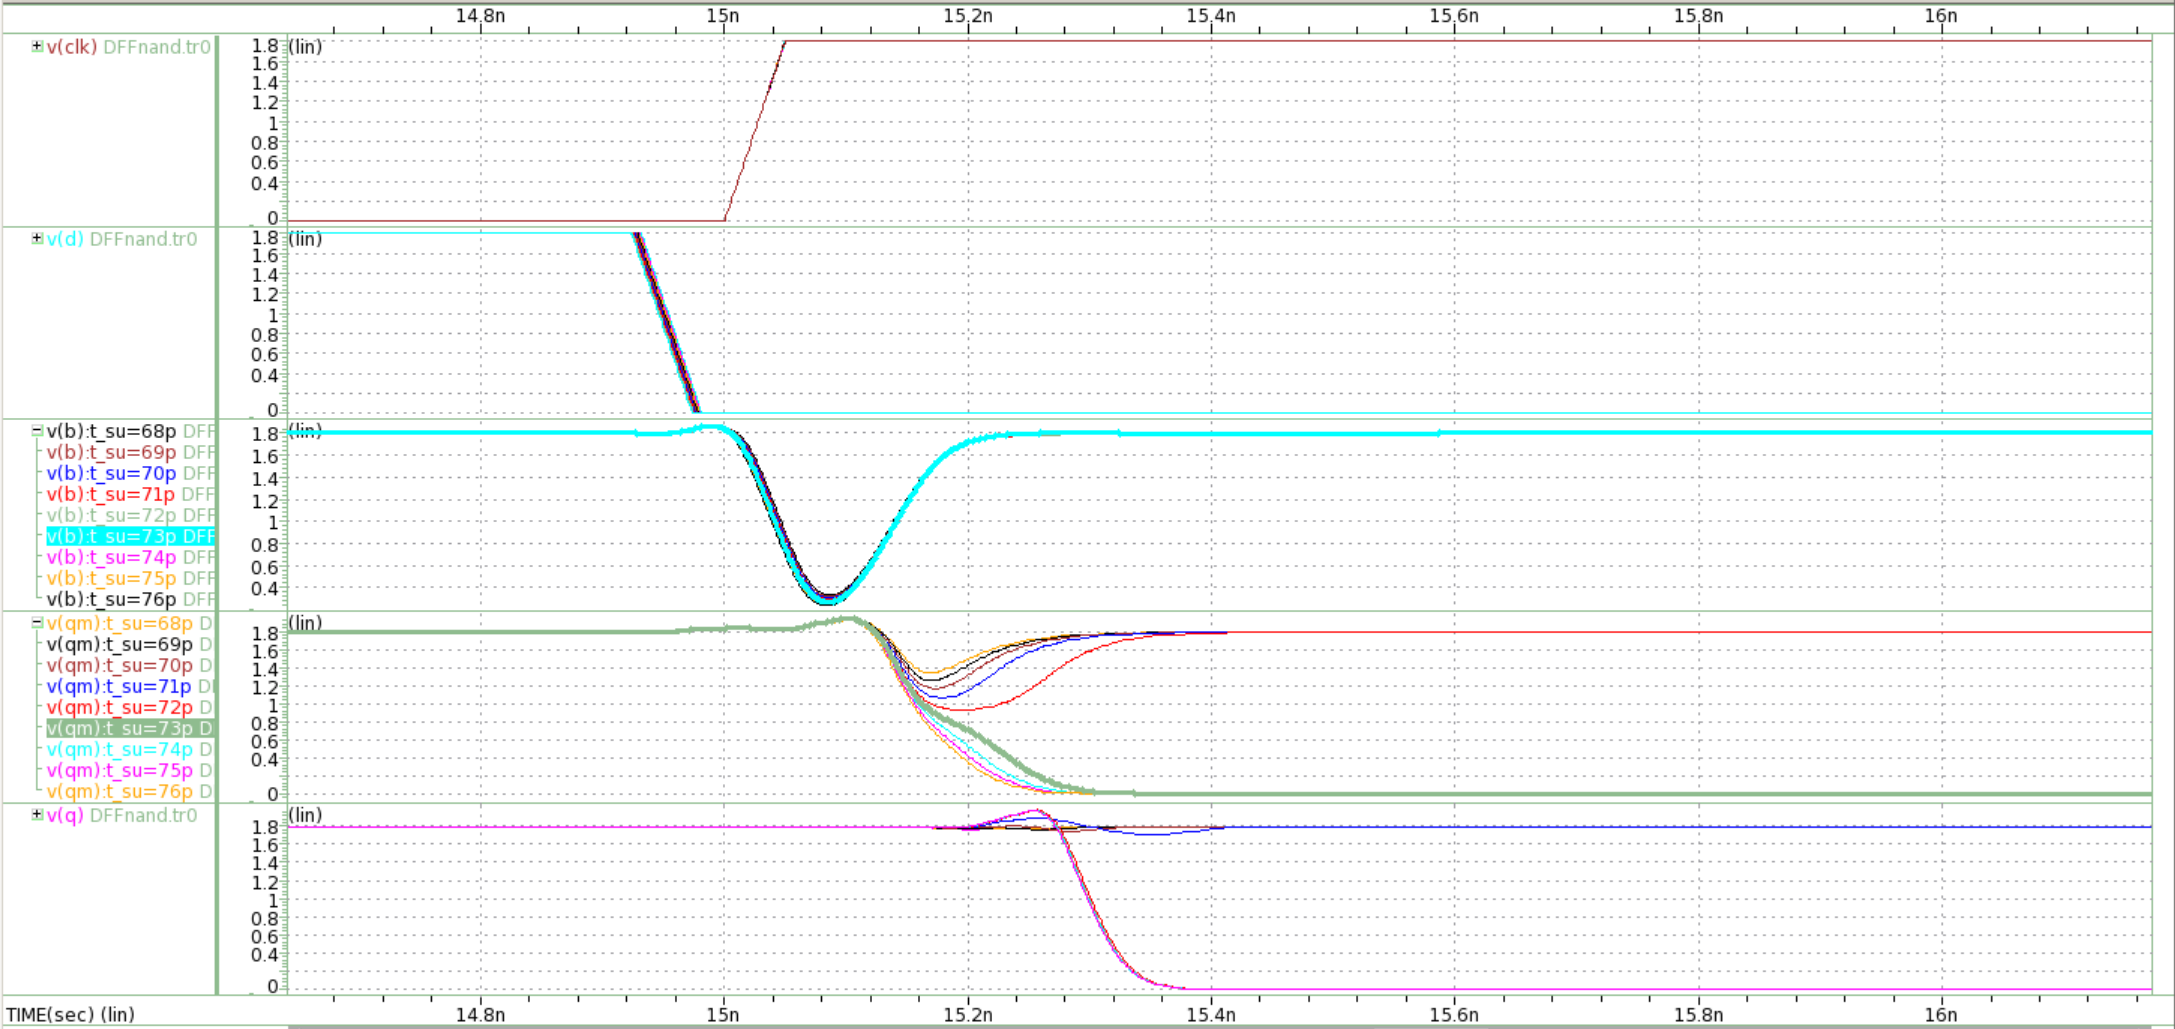 14.8n 15n 15.2n 15.4n 15.6n 15.8n 16n
v(clk) DFFnand.tr0
(lin)
1.8
1.6
1.4
1.2
1
0.8
0.6
0.4
0
v(d) DFFnand.tr0
(lin)
1.8
1.6
1.4
1.2
1
0.8
0.6
0.4
0
v(b):t_su=68p DFF
v(b):t_su=69p DFF
v(b):t_su=70p DFF
v(b):t_su=71p DFF
v(b):t_su=72p DFF
v(b):t_su=73p DFF
v(b):t_su=74p DFF
v(b):t_su=75p DFF
v(b):t_su=76p DFF
(lin)
1.8
1.6
1.4
1.2
1
0.8
0.6
0.4
v(qm):t_su=68p D
v(qm):t_su=69p D
v(qm):t_su=70p D
v(qm):t_su=71p D
v(qm):t_su=72p D
v(qm):t_su=73p D
v(qm):t_su=74p D
v(qm):t_su=75p D
v(qm):t_su=76p D
(lin)
1.8
1.6
1.4
1.2
1
0.8
0.6
0.4
0
v(q) DFFnand.tr0
(lin)
1.8
1.6
1.4
1.2
1
0.8
0.6
0.4
0
TIME(sec) (lin) 14.8n 15n 15.2n 15.4n 15.6n 15.8n 16n